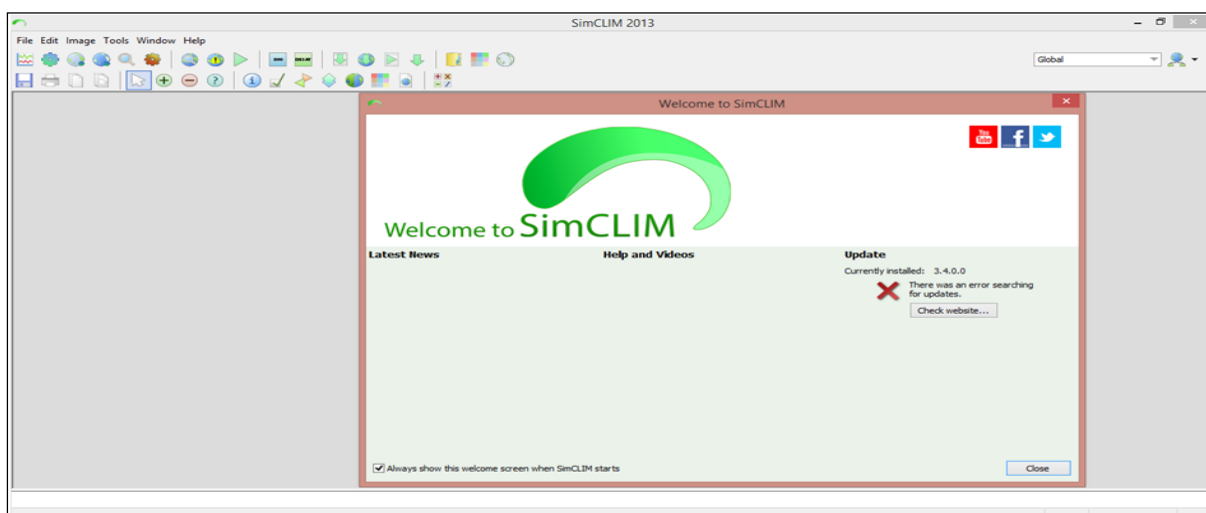 SimCLIM 2013
File Edit Image Tools Window Help
Global
Welcome to SimCLIM
You
Tube
Welcome to SimCLIM
Latest News
Help and Videos
Update
Currently installed: 3.4.0.0
There was an error searching
for updates.
Check website...
Always show this welcome screen when SimCLIM starts
Close